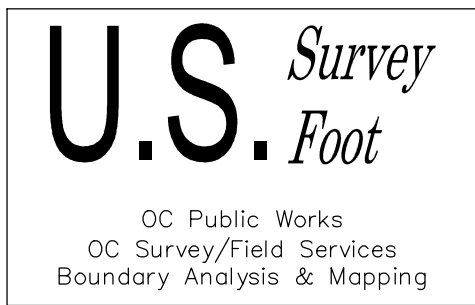 U.S. Survey Foot
OC Public Works
OC Survey/Field Services
Boundary Analysis & Mapping